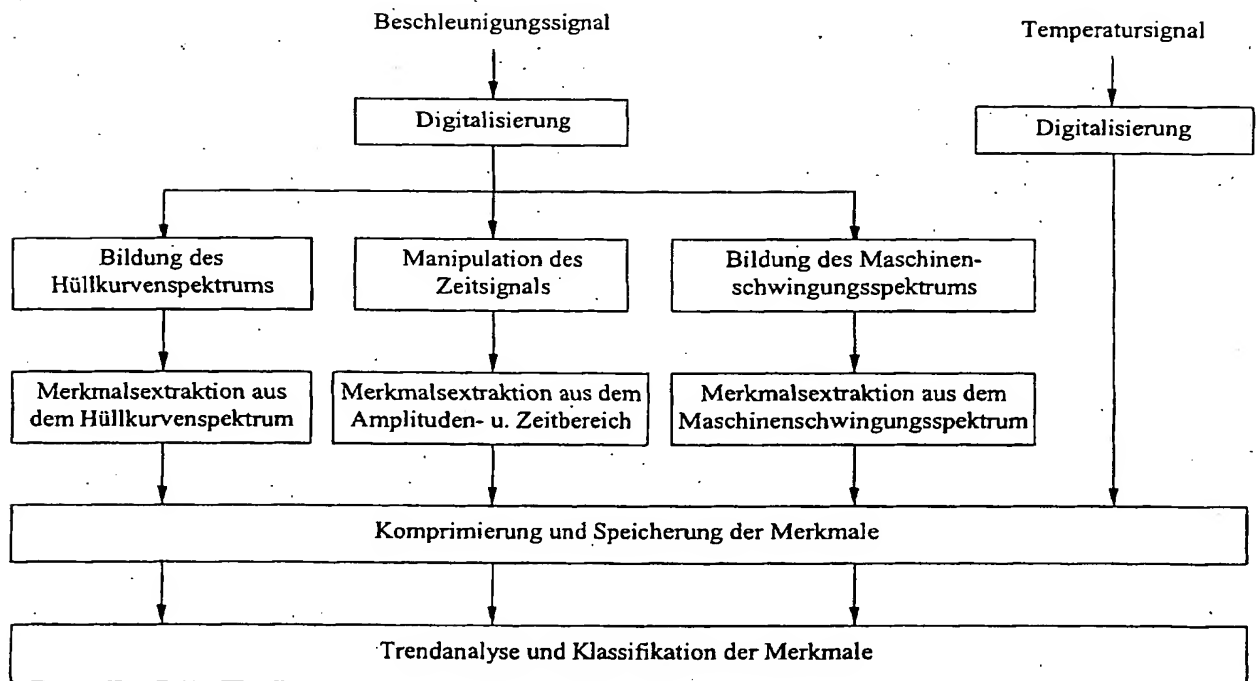 Beschleunigungssignal
Temperatursignal
Digitalisierung
Digitalisierung
Bildung des
Hüllkurvenspektrums
Manipulation des
Zeitsignals
Bildung des Maschinen-
schwingungsspektrums
Merkmalsextraktion aus
dem Hüllkurvenspektrum
Merkmalsextraktion aus dem
Amplituden- u. Zeitbereich
Merkmalsextraktion aus dem
Maschinenschwingungsspektrum
Komprimierung und Speicherung der Merkmale
Trendanalyse und Klassifikation der Merkmale